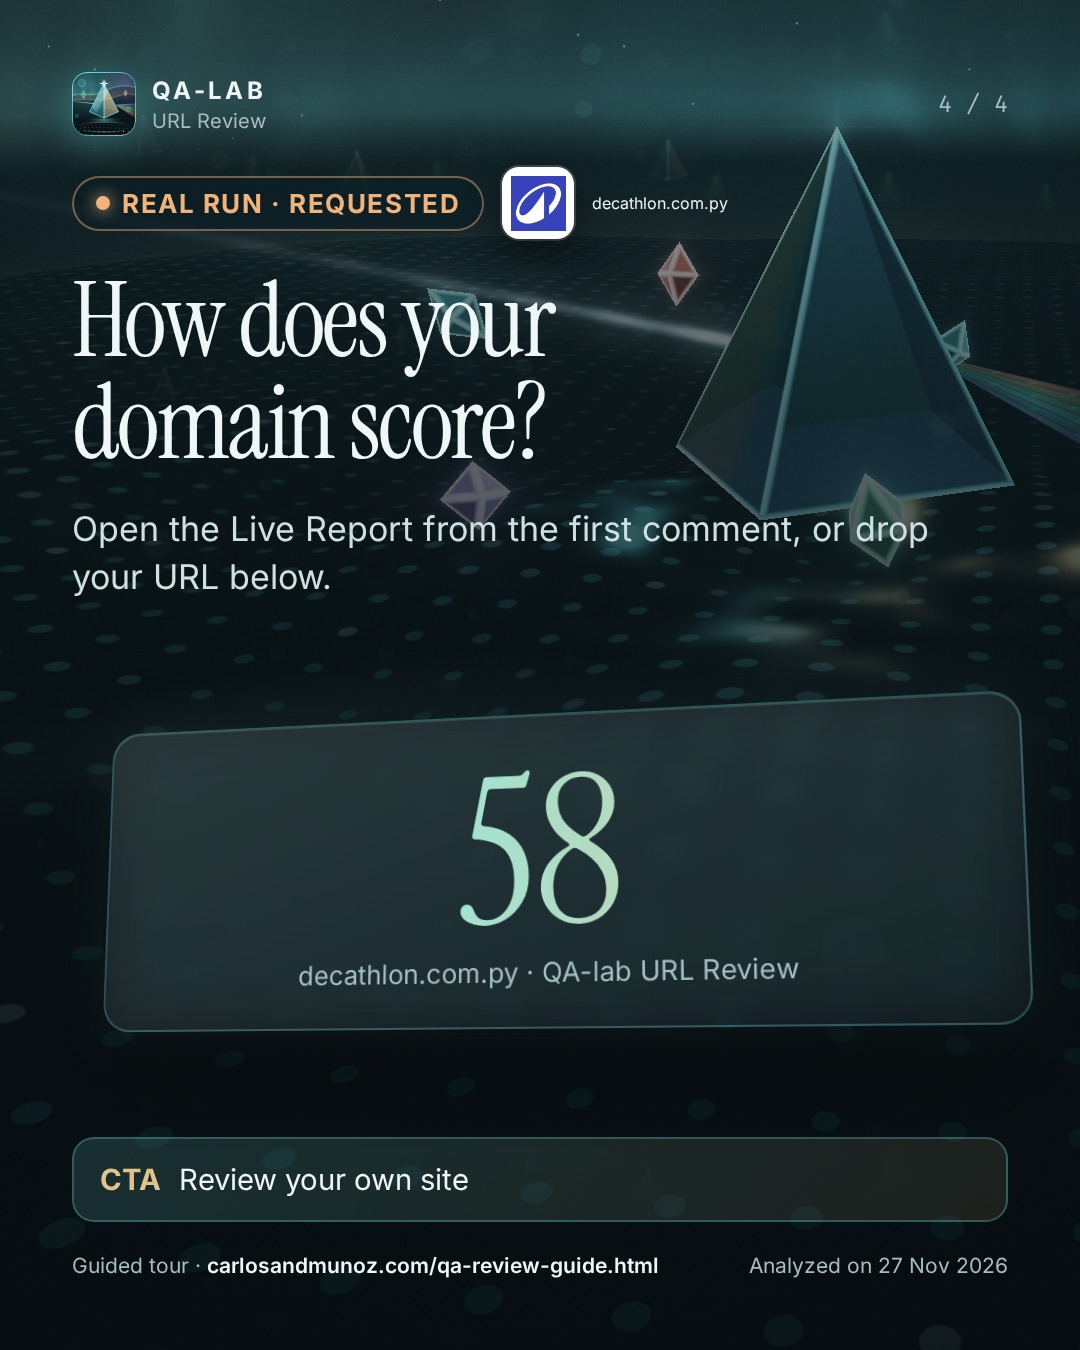 QA-LAB
URL Review
4 / 4
REAL RUN · REQUESTED
decathlon.com.py
How does your
domain score?
Open the Live Report from the first comment, or drop
your URL below.
58
decathlon.com.py · QA-lab URL Review
CTA Review your own site
Guided tour · carlosandmunoz.com/qa-review-guide.html
Analyzed on 27 Nov 2026